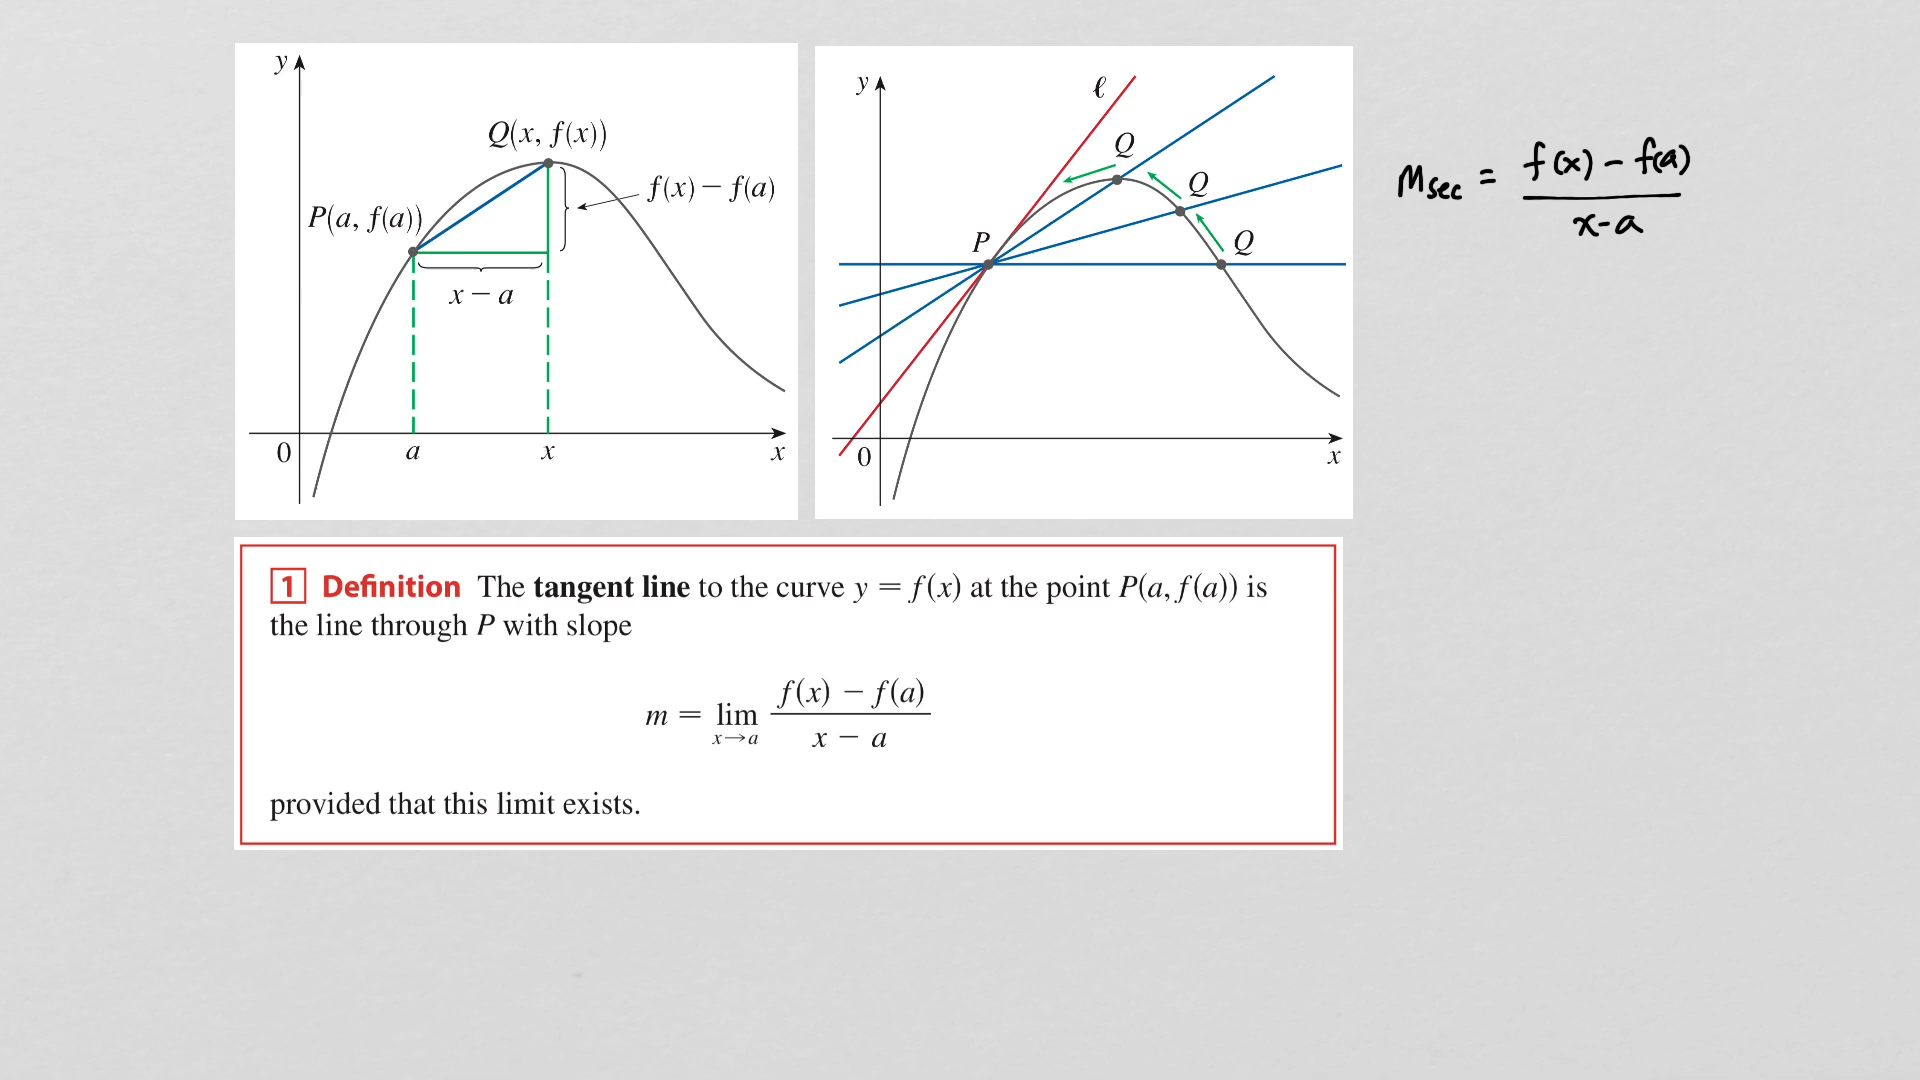 y
Q(x, f(x))
f(x) − f(a)
P(a, f(a))
x − a
0
a
x
x
y
ℓ
Q
Q
P
Q
0
x
Msec = f(x) − f(a)
x-a
1 Definition The tangent line to the curve y = f(x) at the point P(a, f(a)) is
the line through P with slope
f(x) − f(a)
m = lim
x→a
x − a
provided that this limit exists.